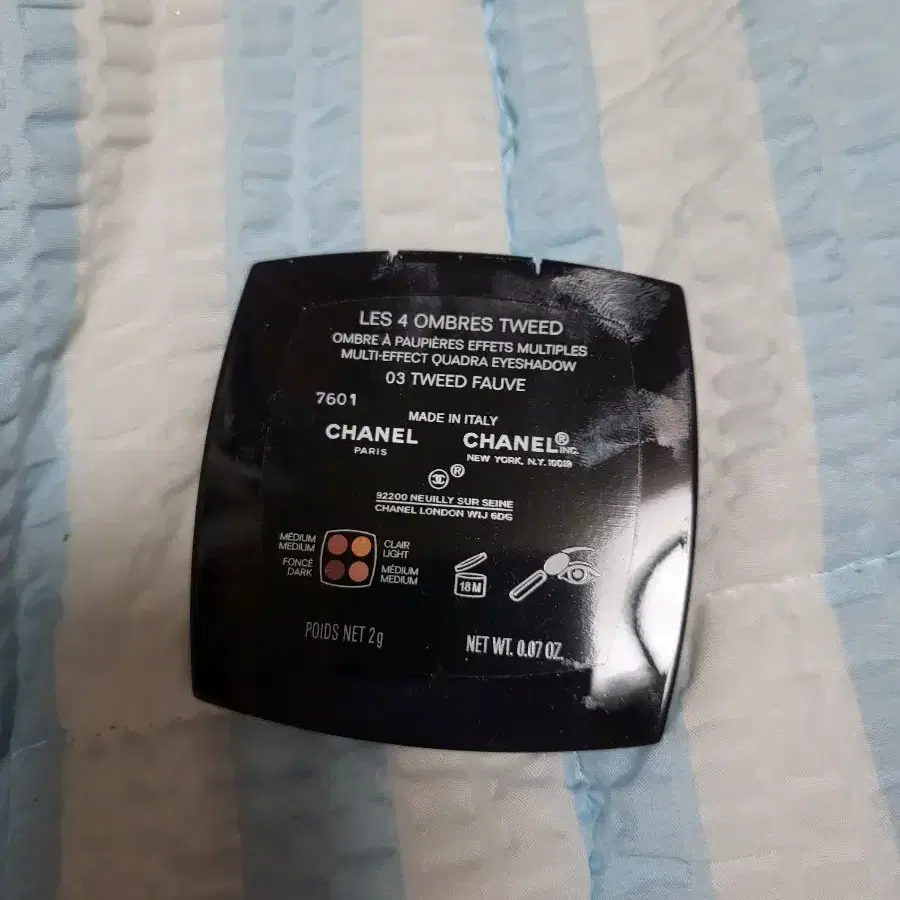 LES 4 OMBRES TWEED
OMBRE À PAUPIÈRES EFFETS MULTIPLES
MULTI-EFFECT QUADRA EYESHADOW
03 TWEED FAUVE
7601
MADE IN ITALY
CHANEL
PARIS
CHANEL® INC.
NEW YORK, N.Y. 10019
®
92200 NEUILLY SUR SEINE
CHANEL LONDON W1J 6DG
MÉDIUM
MEDIUM
CLAIR
LIGHT
FONCÉ
DARK
MÉDIUM
MEDIUM
18M
POIDS NET 2g
NET WT. 0.07 OZ.